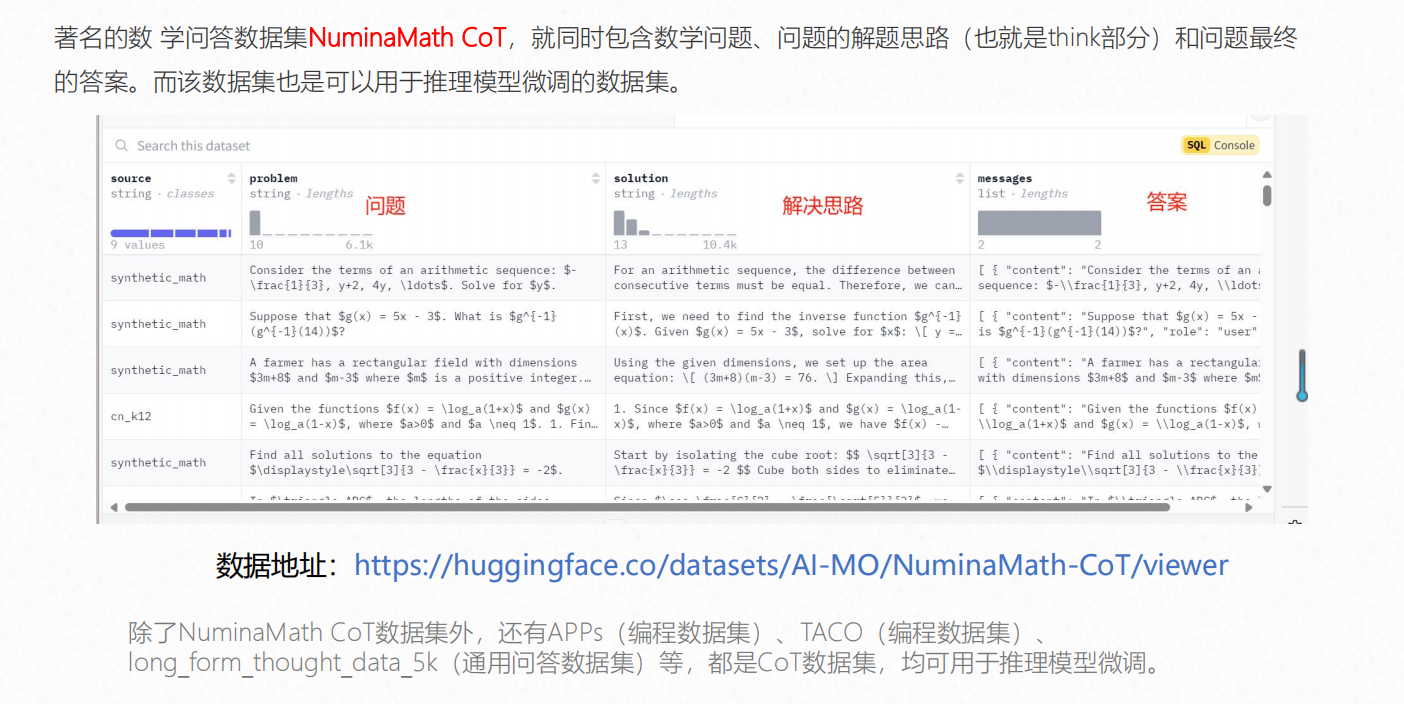 著名的数 学问答数据集NuminaMath CoT，就同时包含数学问题、问题的解题思路（也就是think部分）和问题最终
的答案。而该数据集也是可以用于推理模型微调的数据集。
Search this dataset
SQL Console
source problem solution messages
string · classes string · lengths string · lengths list · lengths
问题 解决思路 答案
9 values 10 6.1k 13 10.4k 2 2
synthetic_math
Consider the terms of an arithmetic sequence: $-
\frac{1}{3}, y+2, 4y, \ldots$. Solve for $y$.
For an arithmetic sequence, the difference between
consecutive terms must be equal. Therefore, we can…
[ { "content": "Consider the terms of an
sequence: $-\\frac{1}{3}, y+2, 4y, \\ldots
synthetic_math
Suppose that $g(x) = 5x - 3$. What is $g^{-1}
(g^{-1}(14))$?
First, we need to find the inverse function $g^{-1}
(x)$. Given $g(x) = 5x - 3$, solve for $x$: \[ y =…
[ { "content": "Suppose that $g(x) = 5x -
is $g^{-1}(g^{-1}(14))$?", "role": "user"
synthetic_math
A farmer has a rectangular field with dimensions
$3m+8$ and $m-3$ where $m$ is a positive integer.…
Using the given dimensions, we set up the area
equation: \[ (3m+8)(m-3) = 76. \] Expanding this,…
[ { "content": "A farmer has a rectangular
with dimensions $3m+8$ and $m-3$ where $m$
cn_k12
Given the functions $f(x) = \log_a(1+x)$ and $g(x)
= \log_a(1-x)$, where $a>0$ and $a \neq 1$. 1. Fin…
1. Since $f(x) = \log_a(1+x)$ and $g(x) = \log_a(1-
x)$, where $a>0$ and $a \neq 1$, we have $f(x) -…
[ { "content": "Given the functions $f(x)
\\log_a(1+x)$ and $g(x) = \\log_a(1-x)$,
synthetic_math
Find all solutions to the equation
$\displaystyle\sqrt[3]{3 - \frac{x}{3}} = -2$.
Start by isolating the cube root: $$ \sqrt[3]{3 -
\frac{x}{3}} = -2 $$ Cube both sides to eliminate…
[ { "content": "Find all solutions to the
$\\displaystyle\\sqrt[3]{3 - \\frac{x}{3}}
数据地址：https://huggingface.co/datasets/AI-MO/NuminaMath-CoT/viewer
除了NuminaMath CoT数据集外，还有APPs（编程数据集）、TACO（编程数据集）、
long_form_thought_data_5k（通用问答数据集）等，都是CoT数据集，均可用于推理模型微调。